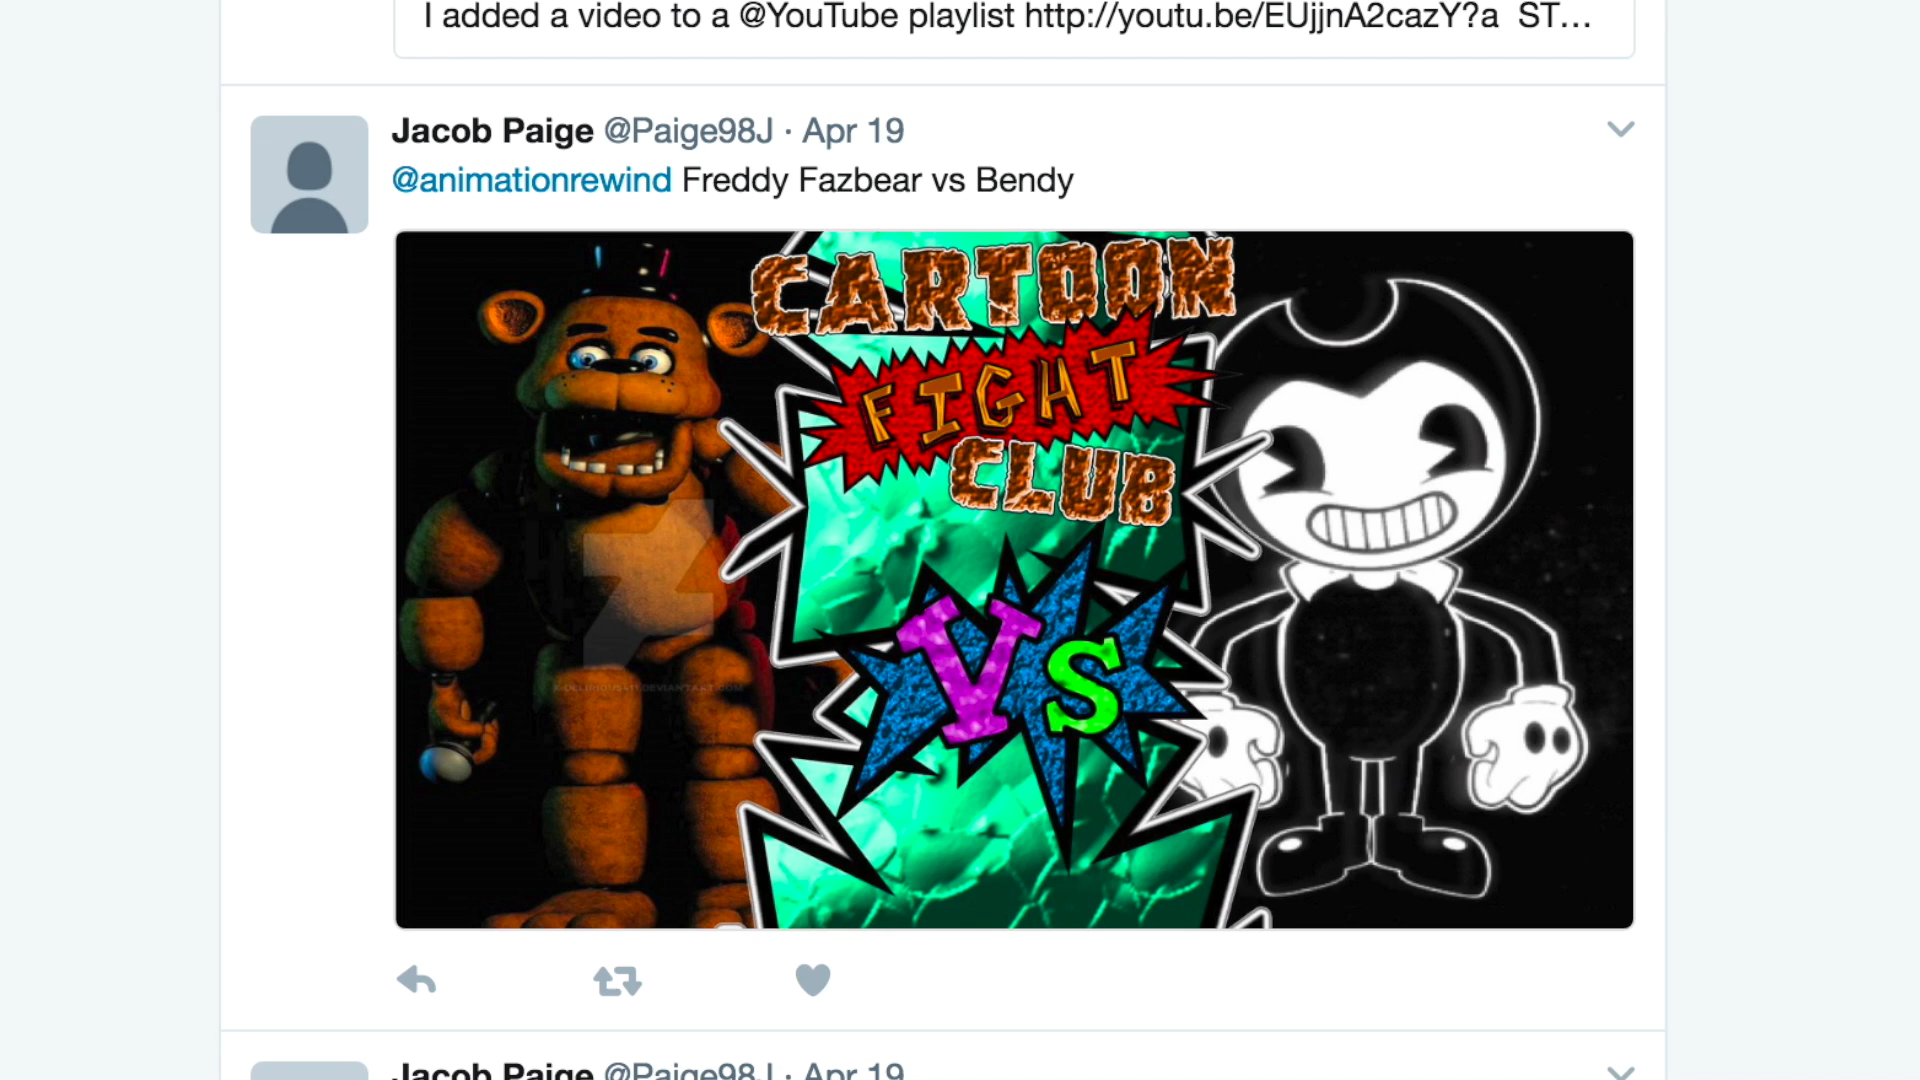 I added a video to a @YouTube playlist http://youtu.be/EUjjnA2cazY?a ST...
Jacob Paige @Paige98J · Apr 19
@animationrewind Freddy Fazbear vs Bendy
CARTOON
FIGHT
CLUB
Vs
Jacob Paige @Paige98J · Apr 19